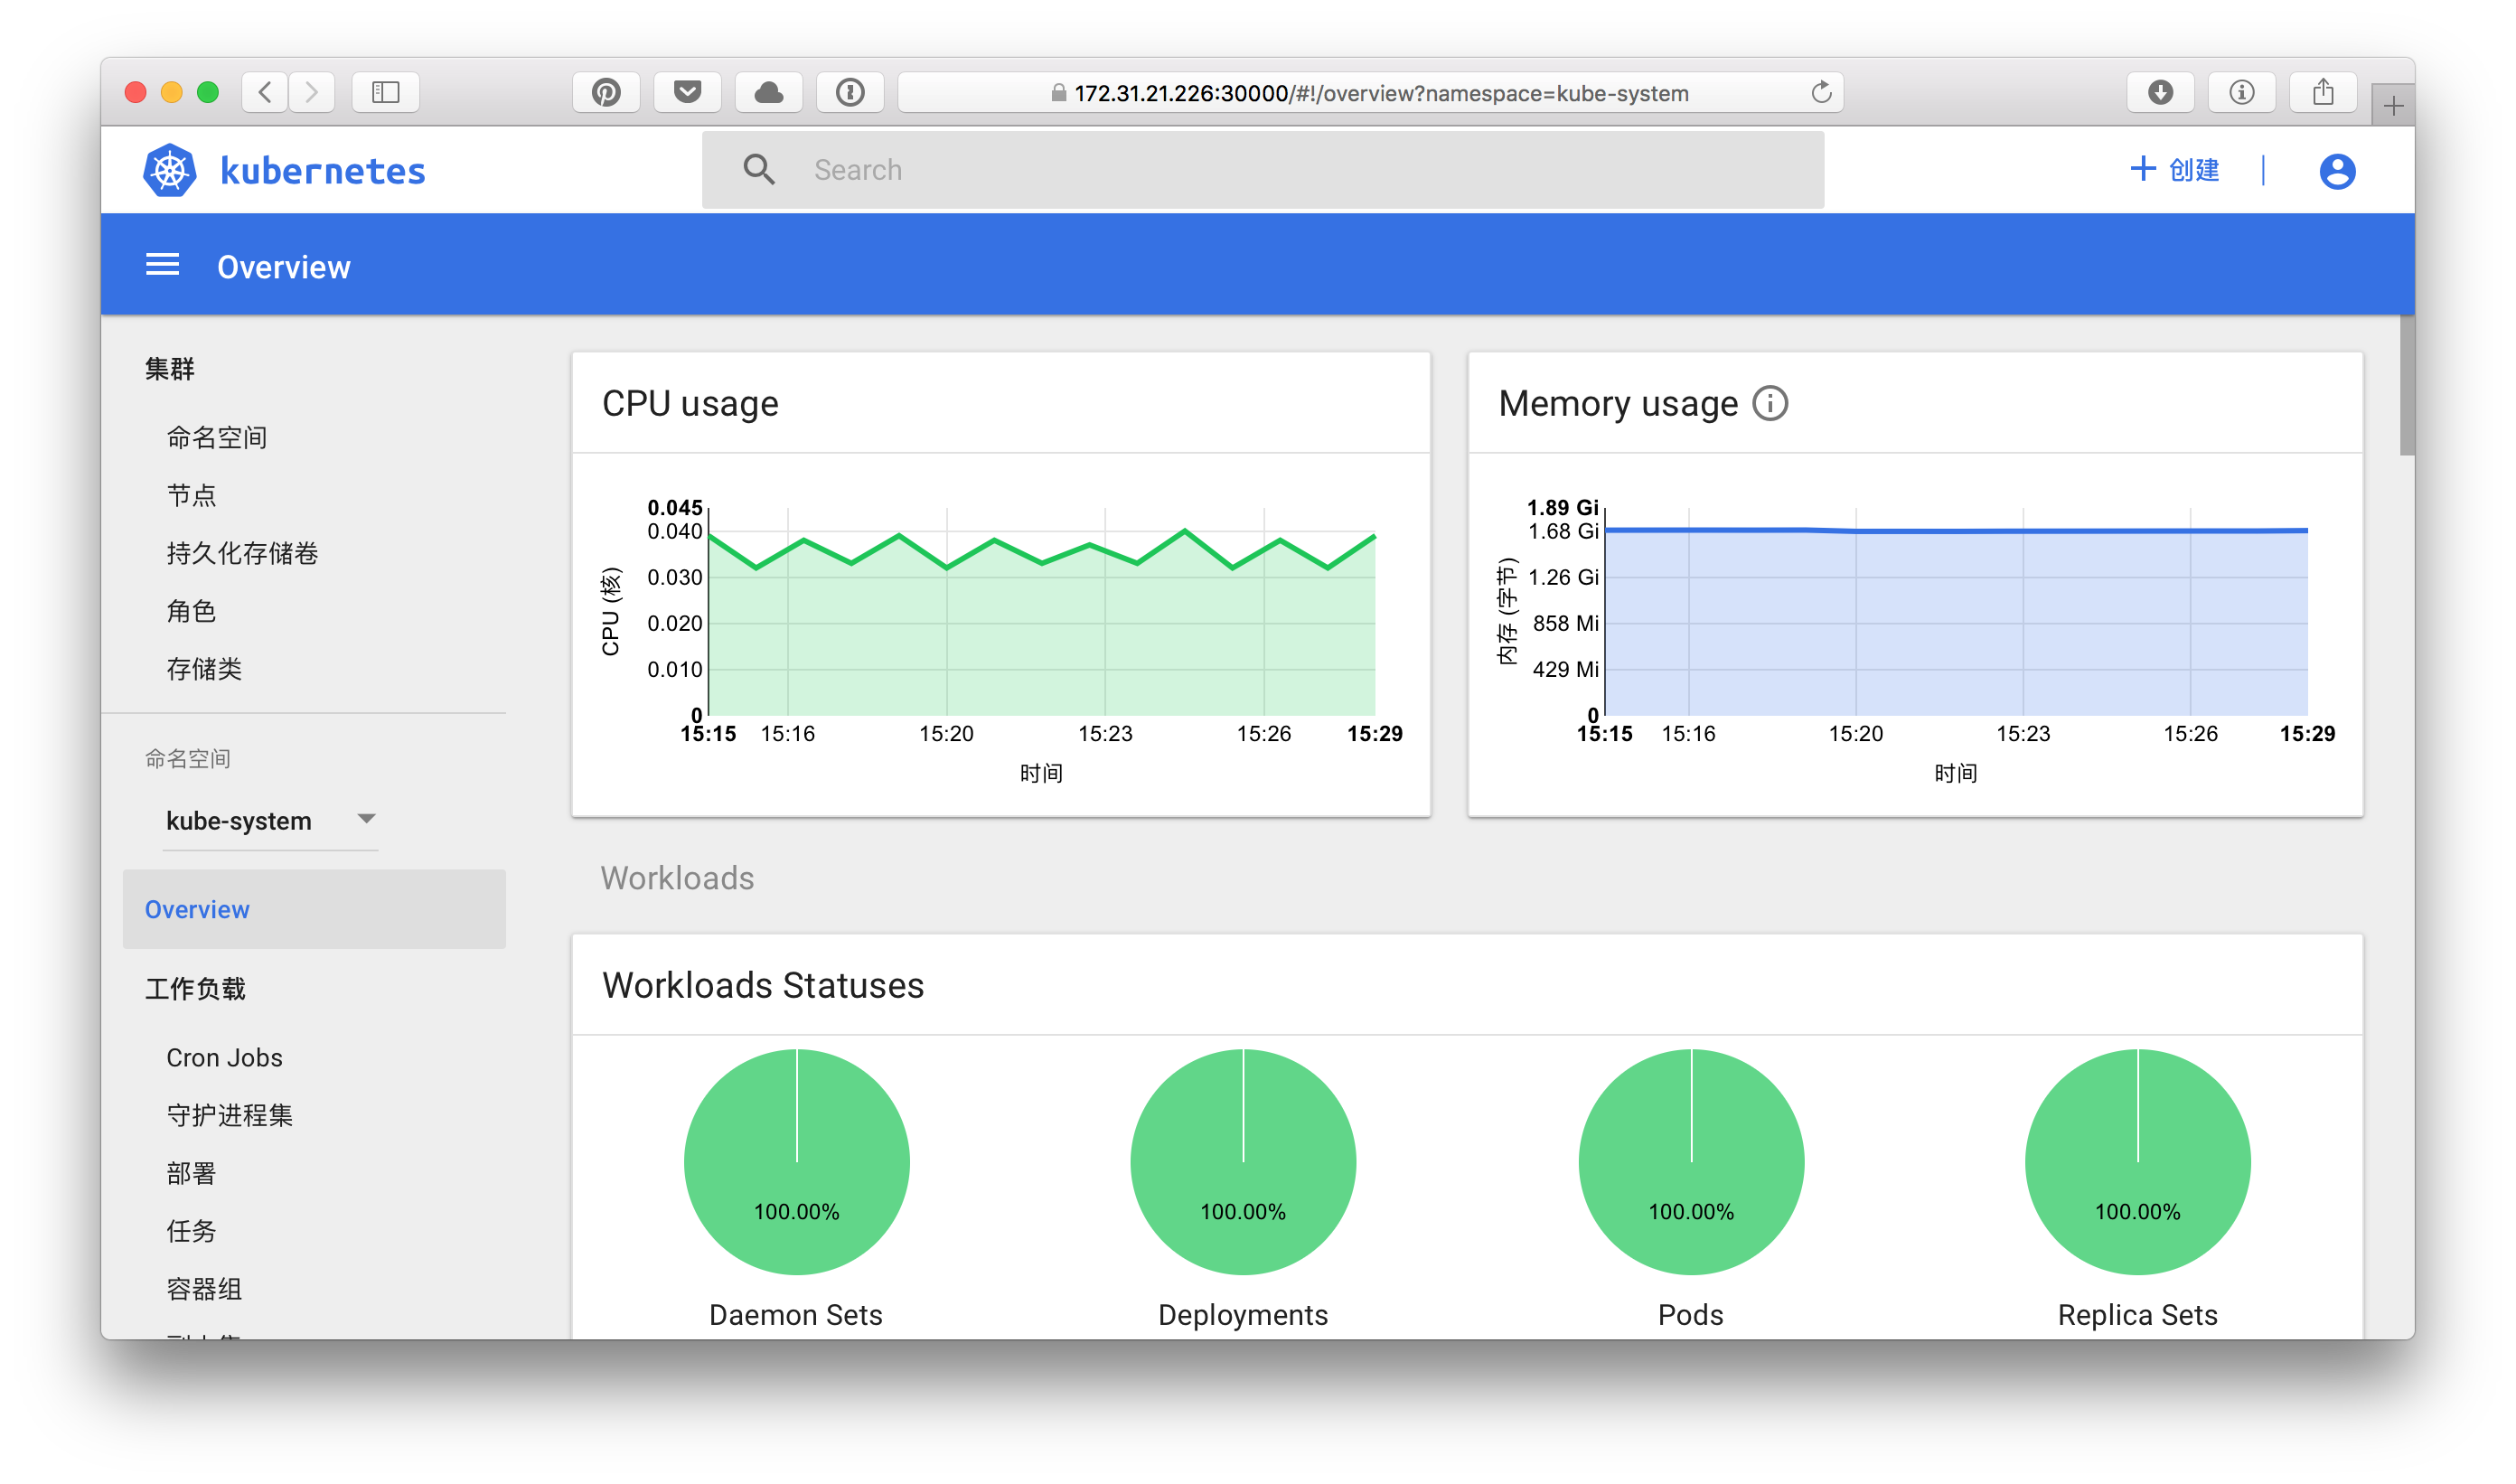 172.31.21.226:30000/#!/overview?namespace=kube-system
kubernetes
Search
创建
Overview
集群
命名空间
节点
持久化存储卷
角色
存储类
命名空间
kube-system
Overview
工作负载
Cron Jobs
守护进程集
部署
任务
容器组
CPU usage
CPU (核)
0.045
0.040
0.030
0.020
0.010
0
15:15 15:16 15:20 15:23 15:26 15:29
时间
Memory usage
内存 (字节)
1.89 Gi
1.68 Gi
1.26 Gi
858 Mi
429 Mi
0
15:15 15:16 15:20 15:23 15:26 15:29
时间
Workloads
Workloads Statuses
100.00% 100.00% 100.00% 100.00%
Daemon Sets Deployments Pods Replica Sets